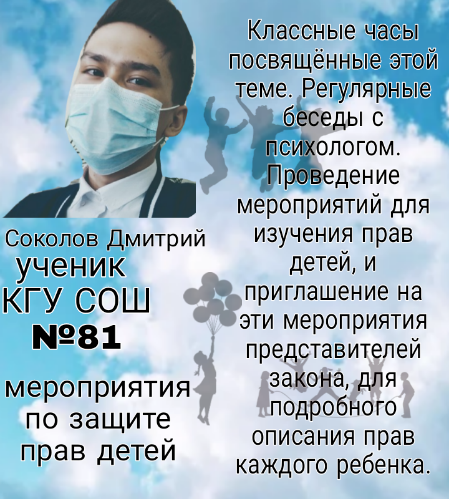 Соколов Дмитрий
ученик
КГУ СОШ
№81
мероприятия
по защите
прав детей
Классные часы
посвящённые этой
теме. Регулярные
беседы с
психологом.
Проведение
мероприятий для
изучения прав
детей, и
приглашение на
эти мероприятия
представителей
закона, для
подробного
описания прав
каждого ребенка.